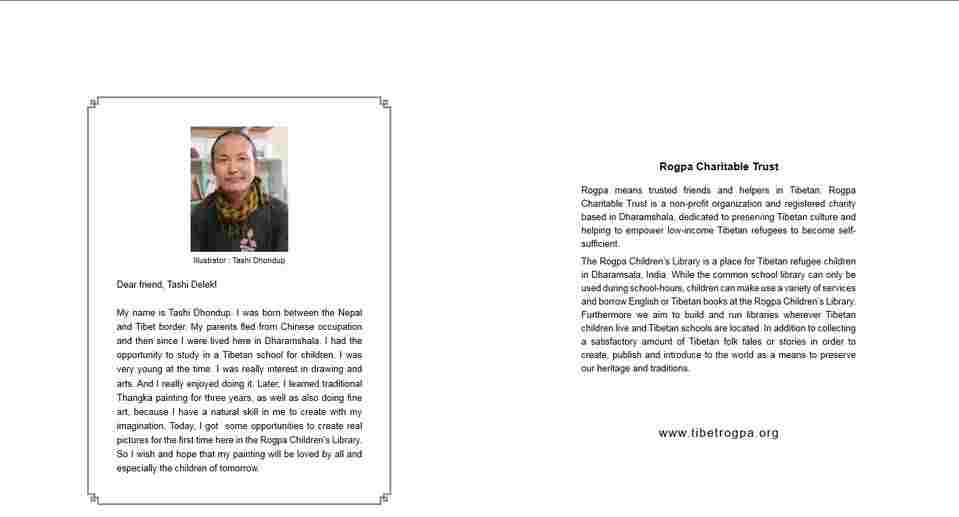 Illustrator : Tashi Dhondup
Dear friend, Tashi Delek!
My name is Tashi Dhondup. I was born between the Nepal
and Tibet border. My parents fled from Chinese occupation
and then since I were lived here in Dharamshala. I had the
opportunity to study in a Tibetan school for children. I was
very young at the time. I was really interest in drawing and
arts. And I really enjoyed doing it. Later, I learned traditional
Thangka painting for three years, as well as also doing fine
art, because I have a natural skill in me to create with my
imagination. Today, I got some opportunities to create real
pictures for the first time here in the Rogpa Children's Library.
So I wish and hope that my painting will be loved by all and
especially the children of tomorrow.
Rogpa Charitable Trust
Rogpa means trusted friends and helpers in Tibetan. Rogpa
Charitable Trust is a non-profit organization and registered charity
based in Dharamshala, dedicated to preserving Tibetan culture and
helping to empower low-income Tibetan refugees to become self-
sufficient.
The Rogpa Children's Library is a place for Tibetan refugee children
in Dharamsala, India. While the common school library can only be
used during school-hours, children can make use a variety of services
and borrow English or Tibetan books at the Rogpa Children's Library.
Furthermore we aim to build and run libraries wherever Tibetan
children live and Tibetan schools are located. In addition to collecting
a satisfactory amount of Tibetan folk tales or stories in order to
create, publish and introduce to the world as a means to preserve
our heritage and traditions.
www.tibetrogpa.org